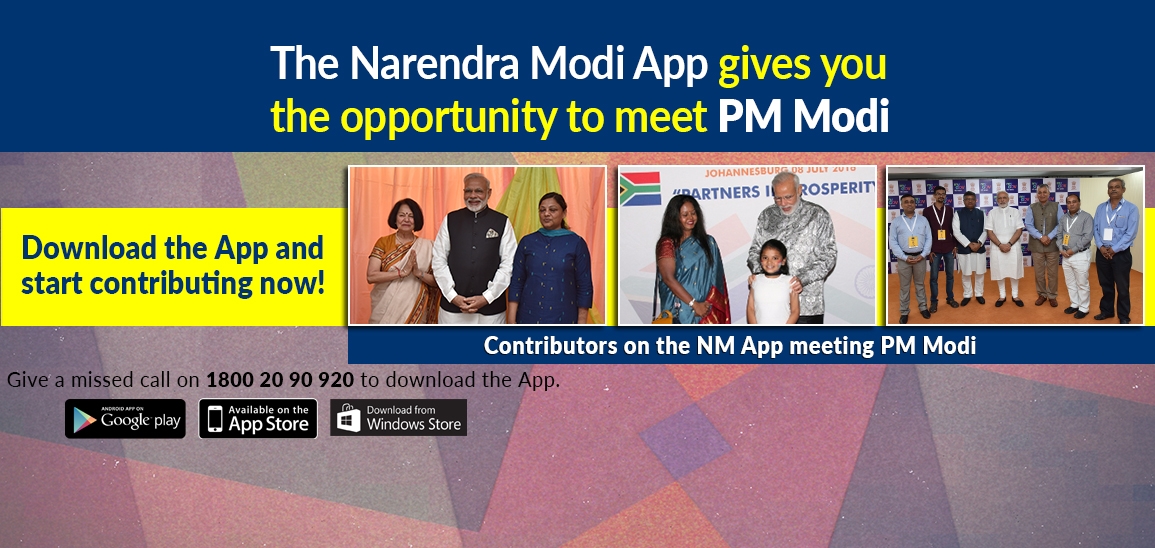 The Narendra Modi App gives you
the opportunity to meet PM Modi
Download the App and
start contributing now!
JOHANNESBURG 08 JULY 2016
"PARTNERS IN PROSPERITY
Contributors on the NM App meeting PM Modi
Give a missed call on 1800 20 90 920 to download the App.
ANDROID APP ON
Google play
Available on the
App Store
Download from
Windows Store